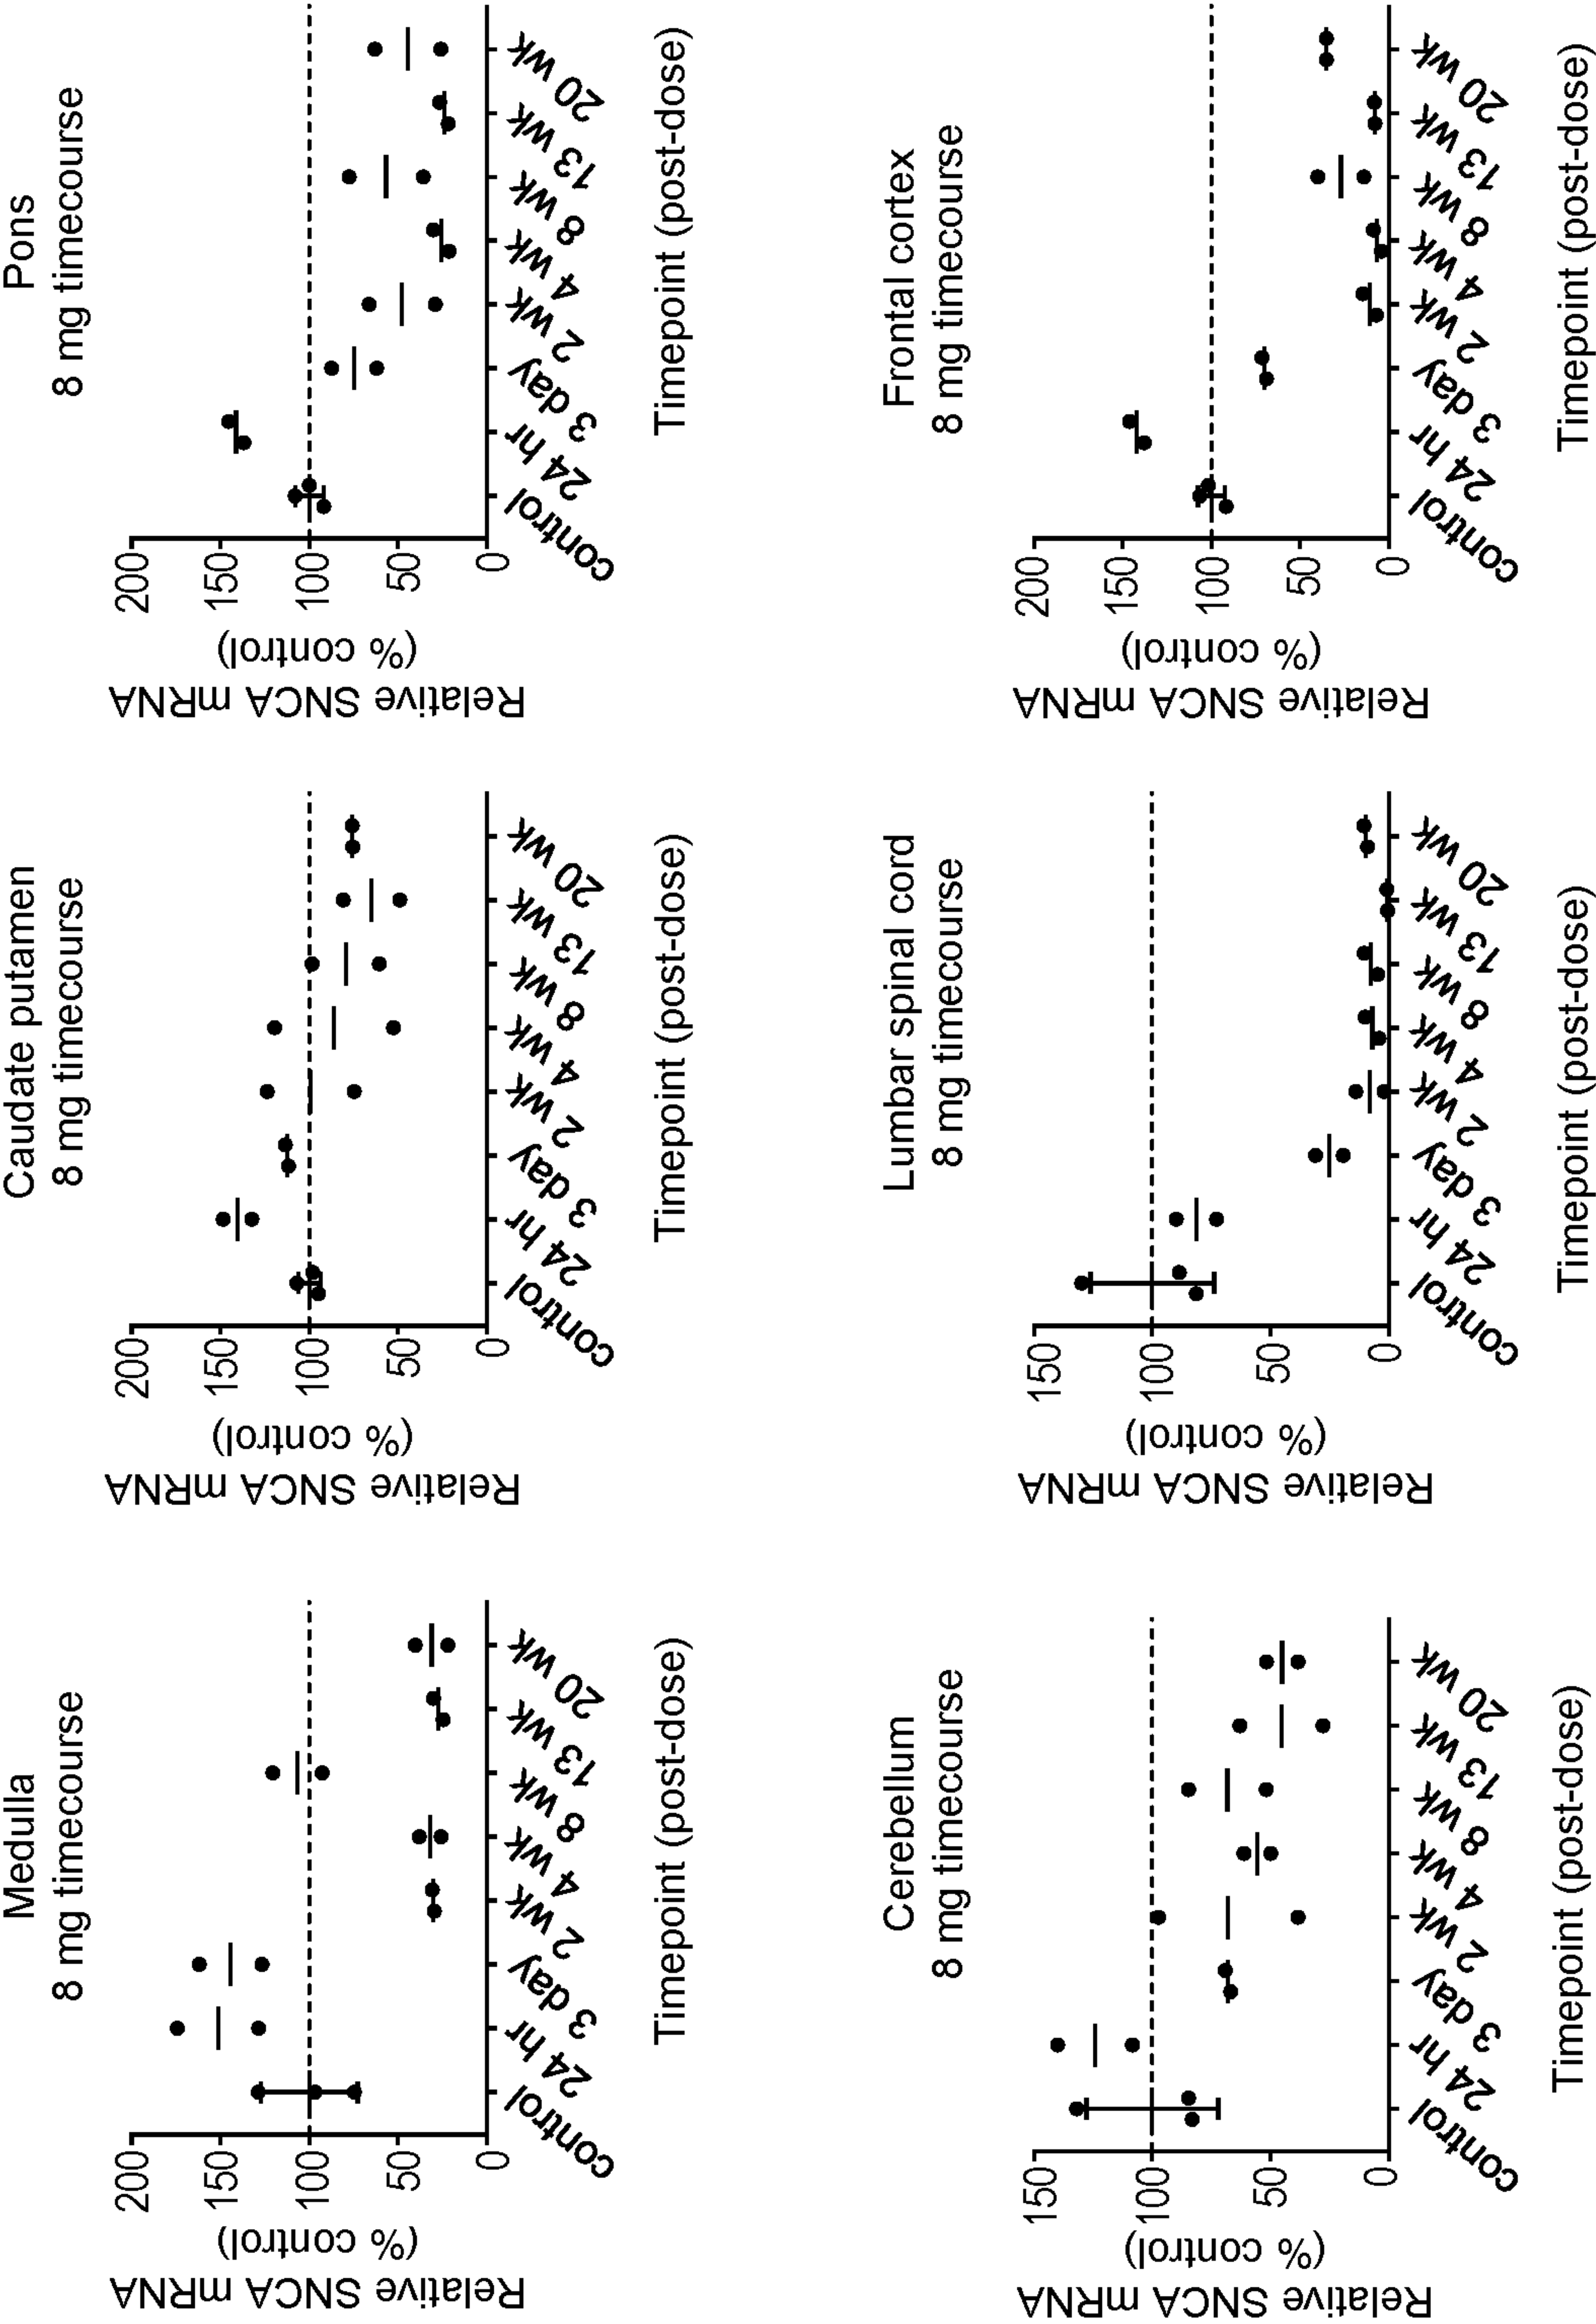 Medulla
8 mg timecourse
Relative SNCA mRNA
(% control)
200
150
100
50
0
control
24 hr
3 day
2 wk
4 wk
8 wk
13 wk
20 wk
Timepoint (post-dose)
Caudate putamen
8 mg timecourse
Relative SNCA mRNA
(% control)
200
150
100
50
0
control
24 hr
3 day
2 wk
4 wk
8 wk
13 wk
20 wk
Timepoint (post-dose)
Pons
8 mg timecourse
Relative SNCA mRNA
(% control)
200
150
100
50
0
control
24 hr
3 day
2 wk
4 wk
8 wk
13 wk
20 wk
Timepoint (post-dose)
Cerebellum
8 mg timecourse
Relative SNCA mRNA
(% control)
150
100
50
0
control
24 hr
3 day
2 wk
4 wk
8 wk
13 wk
20 wk
Timepoint (post-dose)
Lumbar spinal cord
8 mg timecourse
Relative SNCA mRNA
(% control)
150
100
50
0
control
24 hr
3 day
2 wk
4 wk
8 wk
13 wk
20 wk
Timepoint (post-dose)
Frontal cortex
8 mg timecourse
Relative SNCA mRNA
(% control)
200
150
100
50
0
control
24 hr
3 day
2 wk
4 wk
8 wk
13 wk
20 wk
Timepoint (post-dose)